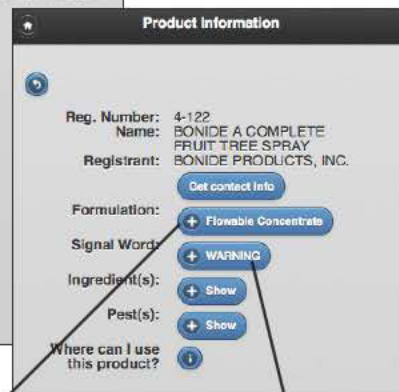 Product Information
Reg. Number: 4-122
Name: BONIDE A COMPLETE
FRUIT TREE SPRAY
Registrant: BONIDE PRODUCTS, INC.
Get contact info
Formulation: Flowable Concentrate
Signal Word: WARNING
Ingredient(s): Show
Pest(s): Show
Where can I use
this product?